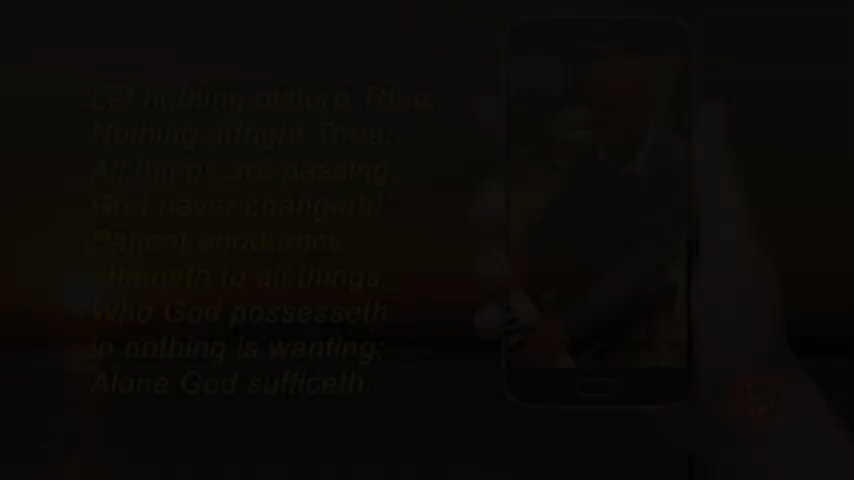 Let nothing disturb Thee,
Nothing affright Thee;
All things are passing,
God never changeth!
Patient endurance
attaineth to all things;
Who God possesseth
in nothing is wanting;
Alone God sufficeth.